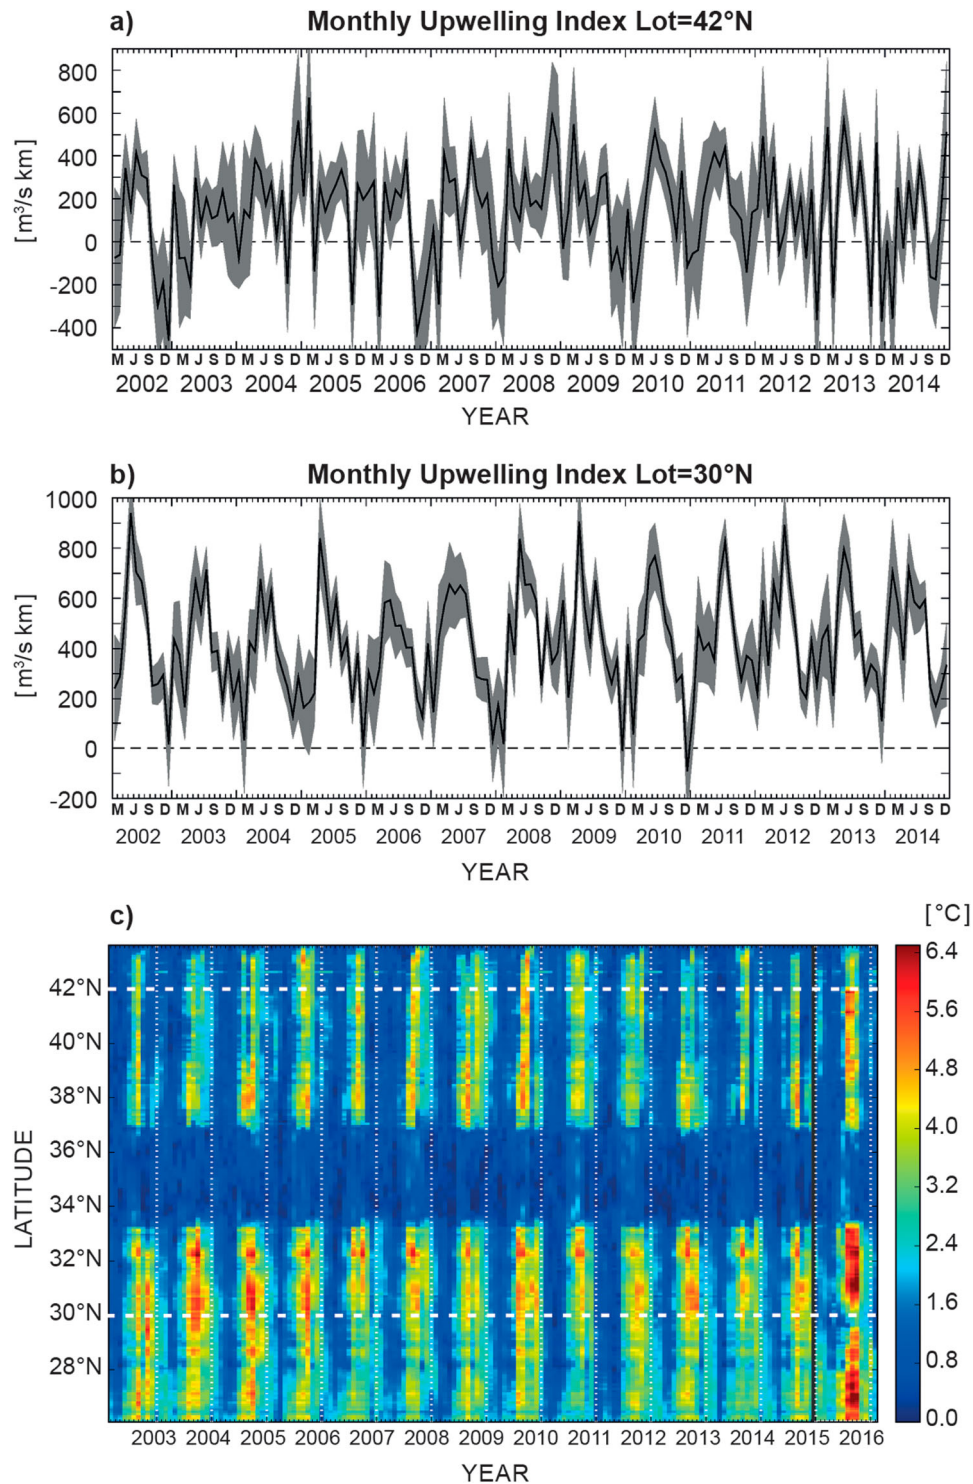 a) Monthly Upwelling Index Lot=42°N
800
600
400
200
0
-200
-400
[m³/s km]
M J S D M J S D M J S D M J S D M J S D M J S D M J S D M J S D M J S D M J S D M J S D M J S D M J S D
2002 2003 2004 2005 2006 2007 2008 2009 2010 2011 2012 2013 2014
YEAR
b) Monthly Upwelling Index Lot=30°N
1000
800
600
400
200
0
-200
[m³/s km]
M J S D M J S D M J S D M J S D M J S D M J S D M J S D M J S D M J S D M J S D M J S D M J S D M J S D
2002 2003 2004 2005 2006 2007 2008 2009 2010 2011 2012 2013 2014
YEAR
c) [°C]
42°N
40°N
38°N
36°N
34°N
32°N
30°N
28°N
LATITUDE
6.4
5.6
4.8
4.0
3.2
2.4
1.6
0.8
0.0
2003 2004 2005 2006 2007 2008 2009 2010 2011 2012 2013 2014 2015 2016
YEAR